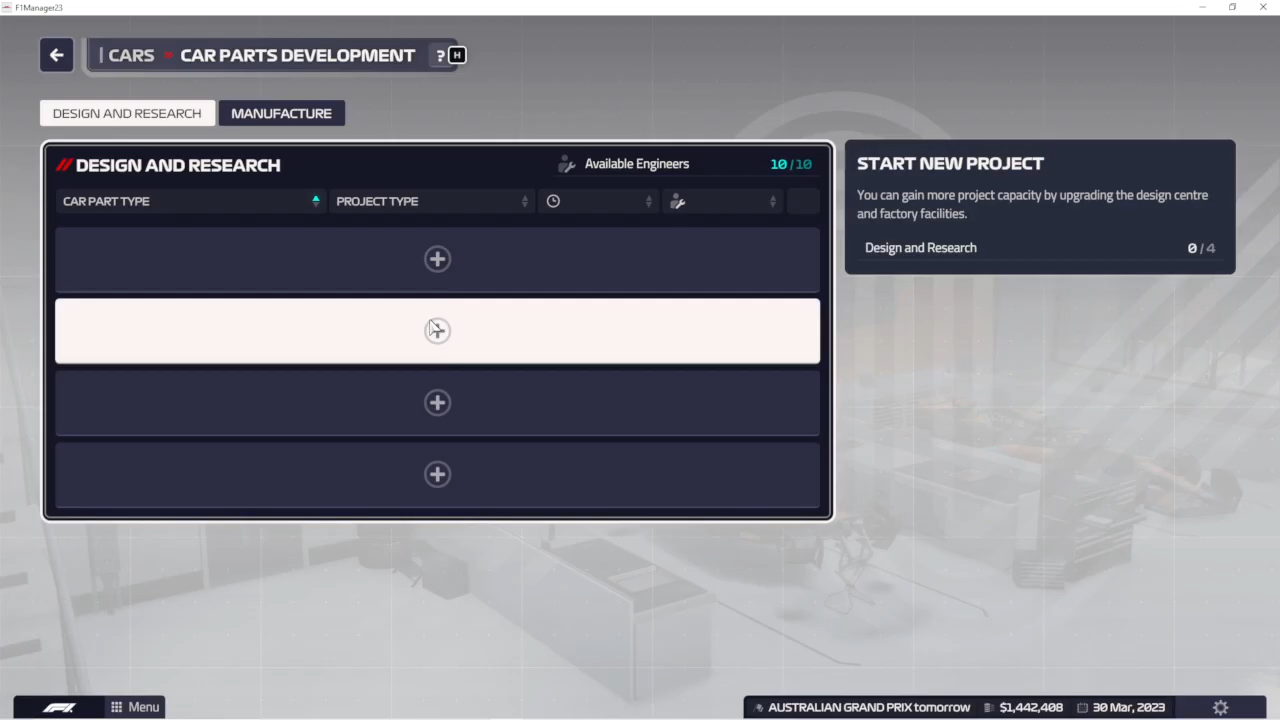 F1Manager23
CARS • CAR PARTS DEVELOPMENT ? H
DESIGN AND RESEARCH MANUFACTURE
DESIGN AND RESEARCH Available Engineers 10/10
CAR PART TYPE PROJECT TYPE
START NEW PROJECT
You can gain more project capacity by upgrading the design centre
and factory facilities.
Design and Research 0/4
F1 Menu AUSTRALIAN GRAND PRIX tomorrow $1,442,408 30 Mar, 2023